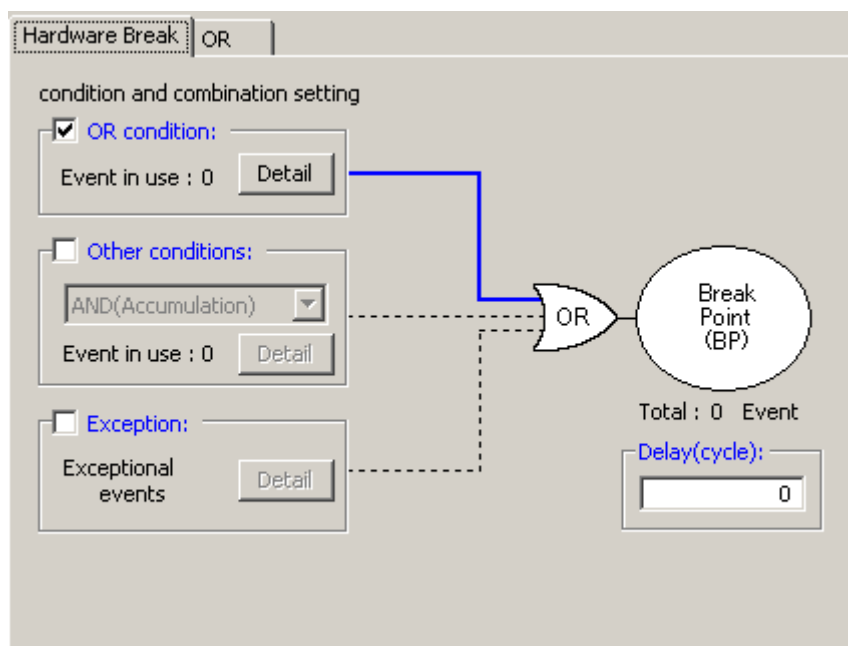 Hardware Break
OR
condition and combination setting
OR condition:
Event in use : 0
Detail
Other conditions:
AND(Accumulation)
Event in use : 0
Detail
Exception:
Exceptional
events
Detail
OR
Break
Point
(BP)
Total : 0 Event
Delay(cycle):
0